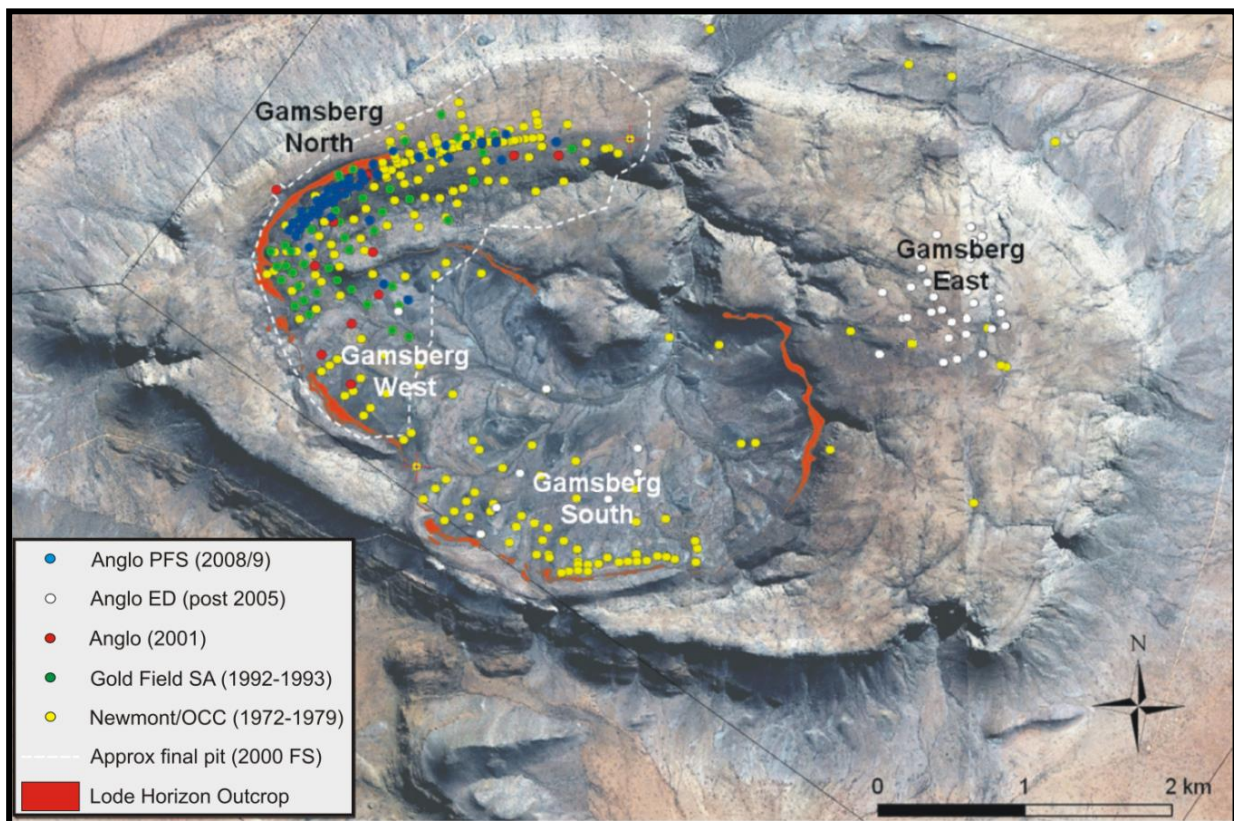 Gamsberg
North
Gamsberg
East
Gamsberg
West
Gamsberg
South
Anglo PFS (2008/9)
Anglo ED (post 2005)
Anglo (2001)
Gold Field SA (1992-1993)
Newmont/OCC (1972-1979)
Approx final pit (2000 FS)
Lode Horizon Outcrop
N
0 1 2 km